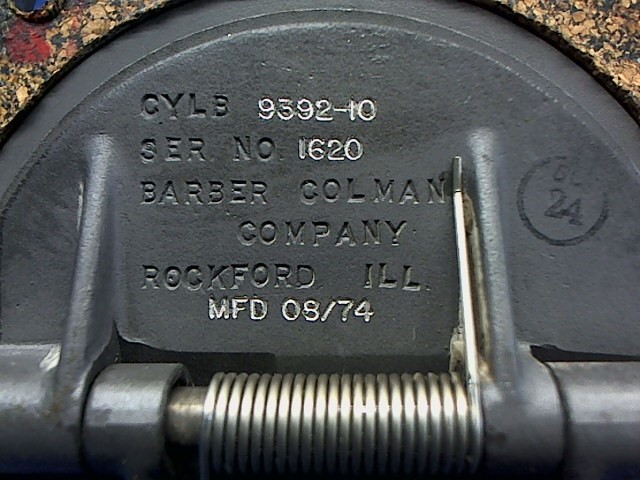 CYLB 9392-10
SER NO. 1620
BARBER COLMAN
COMPANY
ROCKFORD ILL.
MFD 08/74
24